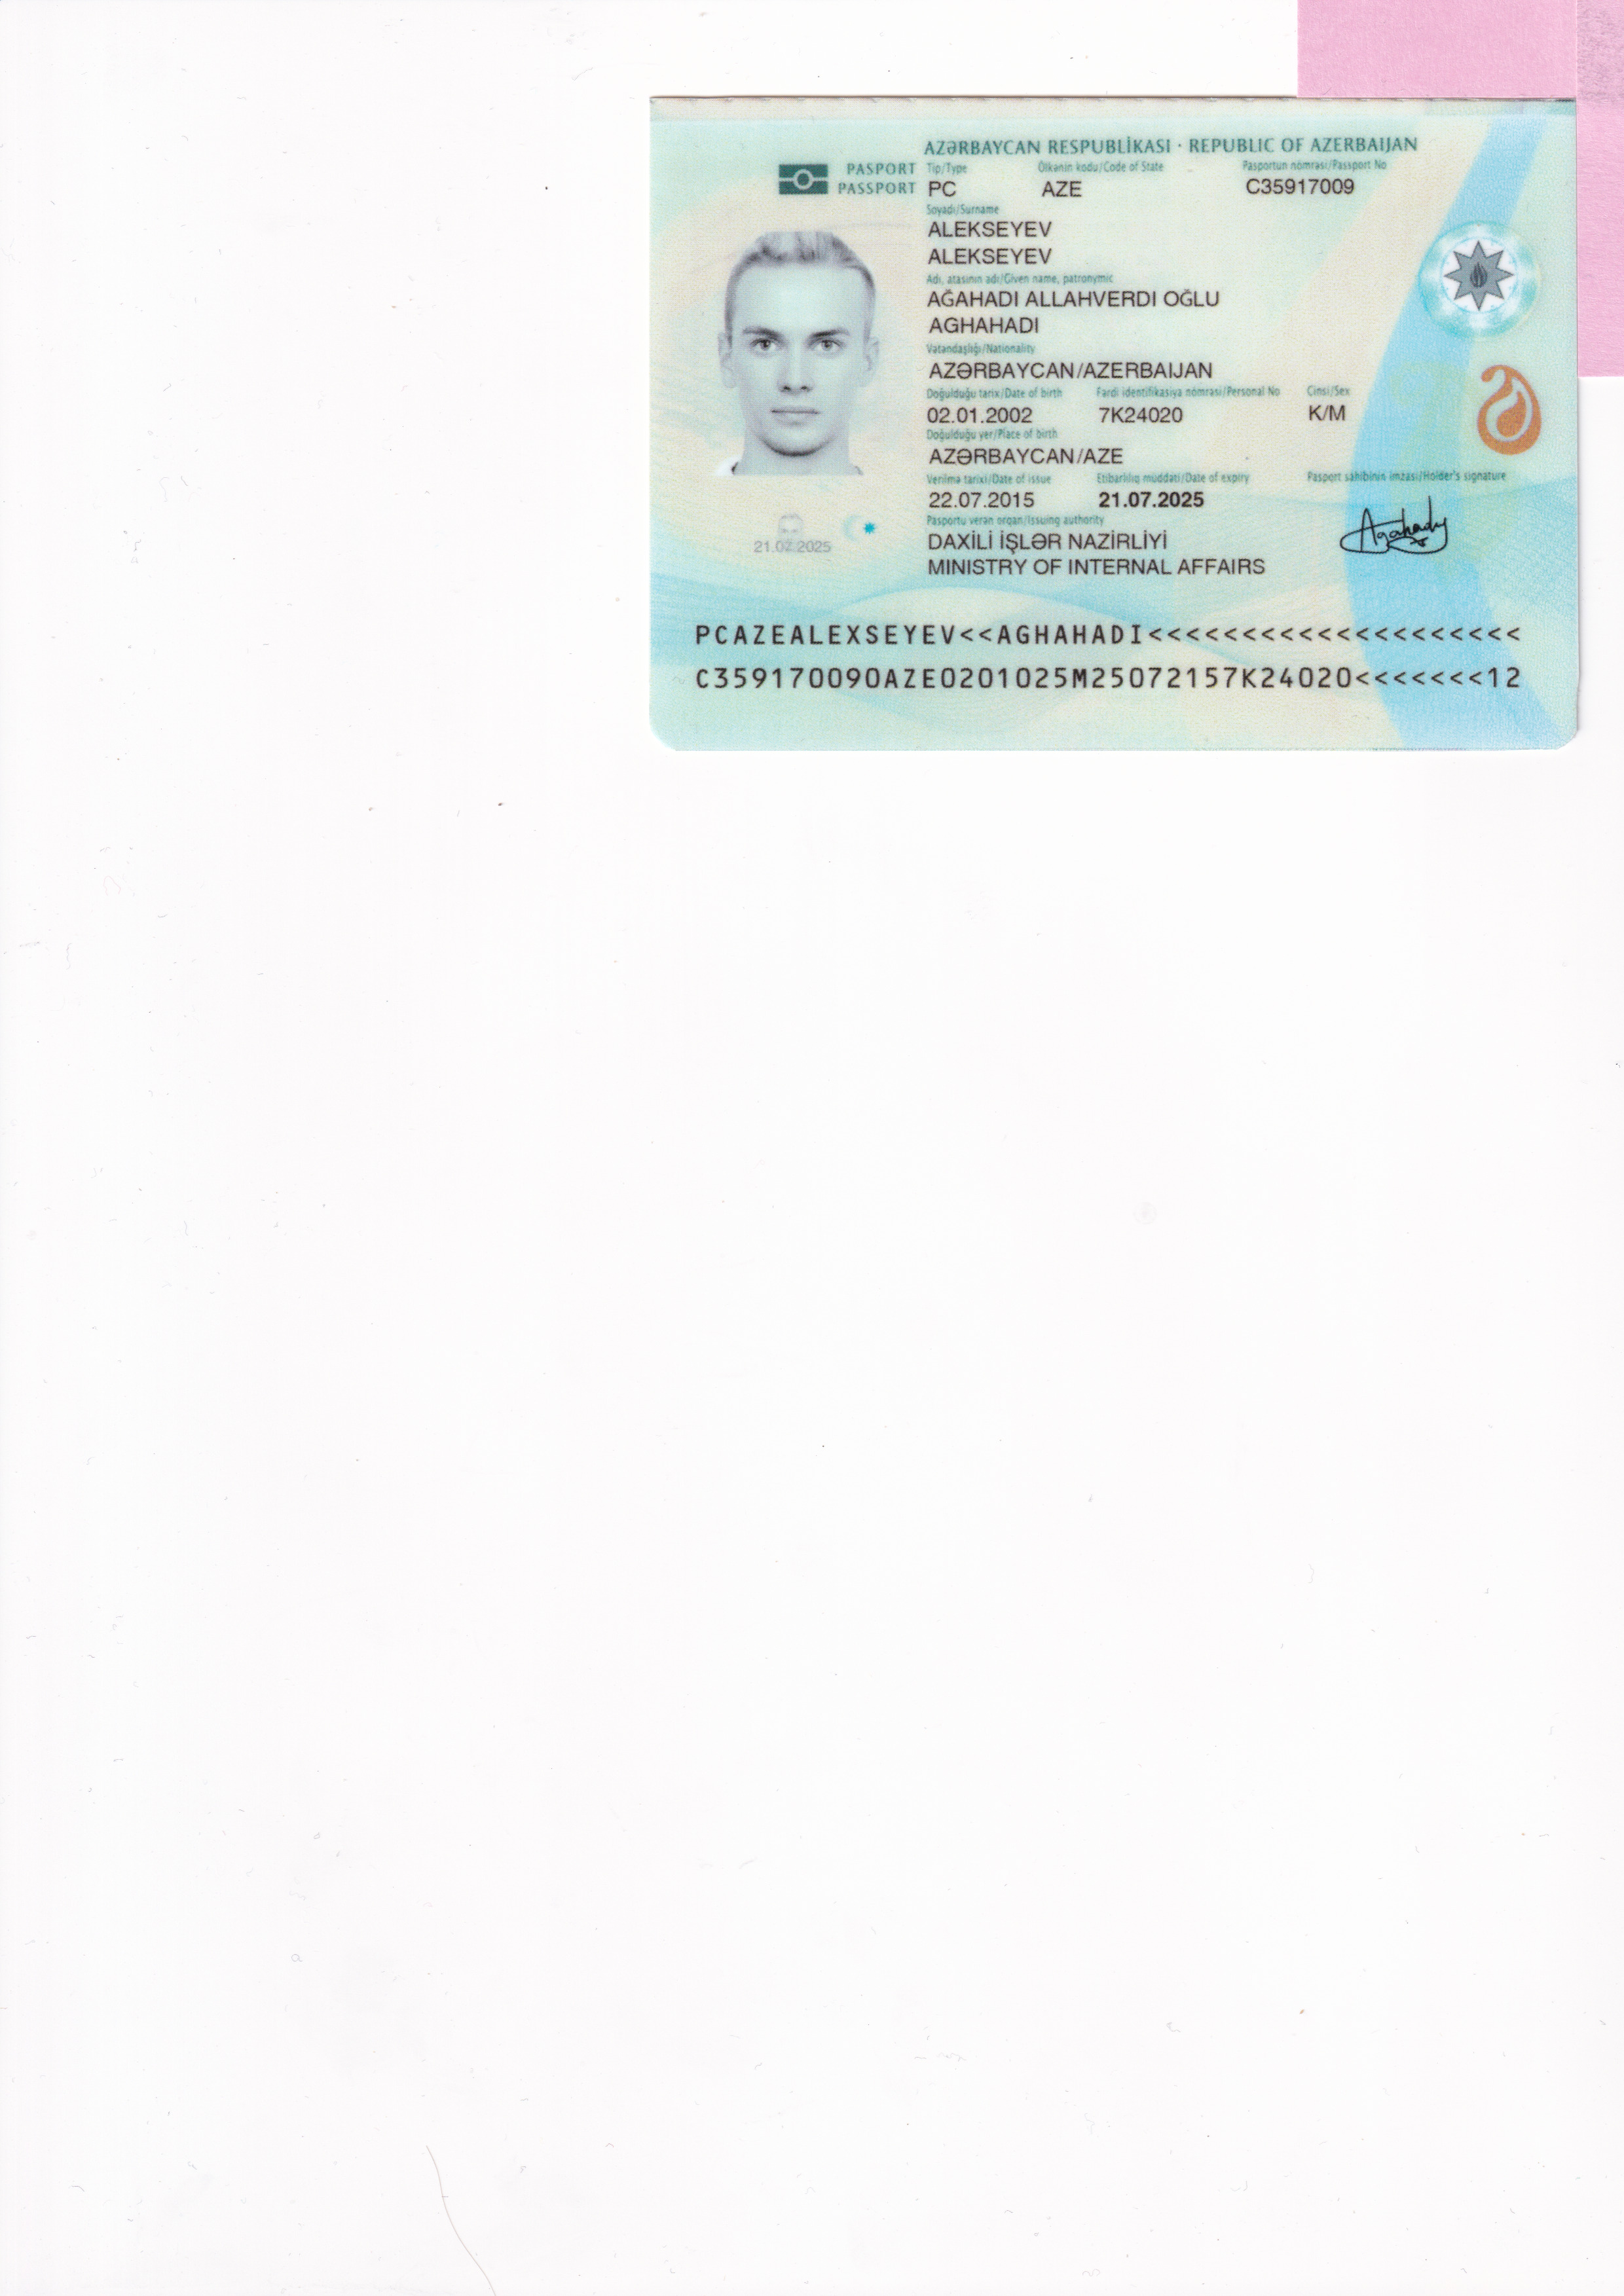 AZƏRBAYCAN RESPUBLİKASI · REPUBLIC OF AZERBAIJAN
PASPORT
PASSPORT
Tip/Type Ölkənin kodu/Code of State Pasportun nömrəsi/Passport No
PC AZE C35917009
Soyadı/Surname
ALEKSEYEV
ALEKSEYEV
Adı, atasının adı/Given name, patronymic
AĞAHADI ALLAHVERDI OĞLU
AGHAHADI
Vətəndaşlığı/Nationality
AZƏRBAYCAN/AZERBAIJAN
Doğulduğu tarix/Date of birth Fərdi identifikasiya nömrəsi/Personal No Cinsi/Sex
02.01.2002 7K24020 K/M
Doğulduğu yer/Place of birth
AZƏRBAYCAN/AZE
Verilmə tarixi/Date of issue Etibarlılıq müddəti/Date of expiry Pasport sahibinin imzası/Holder's signature
22.07.2015 21.07.2025
Pasportu verən orqan/Issuing authority
DAXİLİ İŞLƏR NAZİRLİYİ
MINISTRY OF INTERNAL AFFAIRS
Agahady
21.07.2025
PCAZEALEXSEYEV<<AGHAHADI<<<<<<<<<<<<<<<<<<<<
C359170090AZE0201025M25072157K24020<<<<<<<12